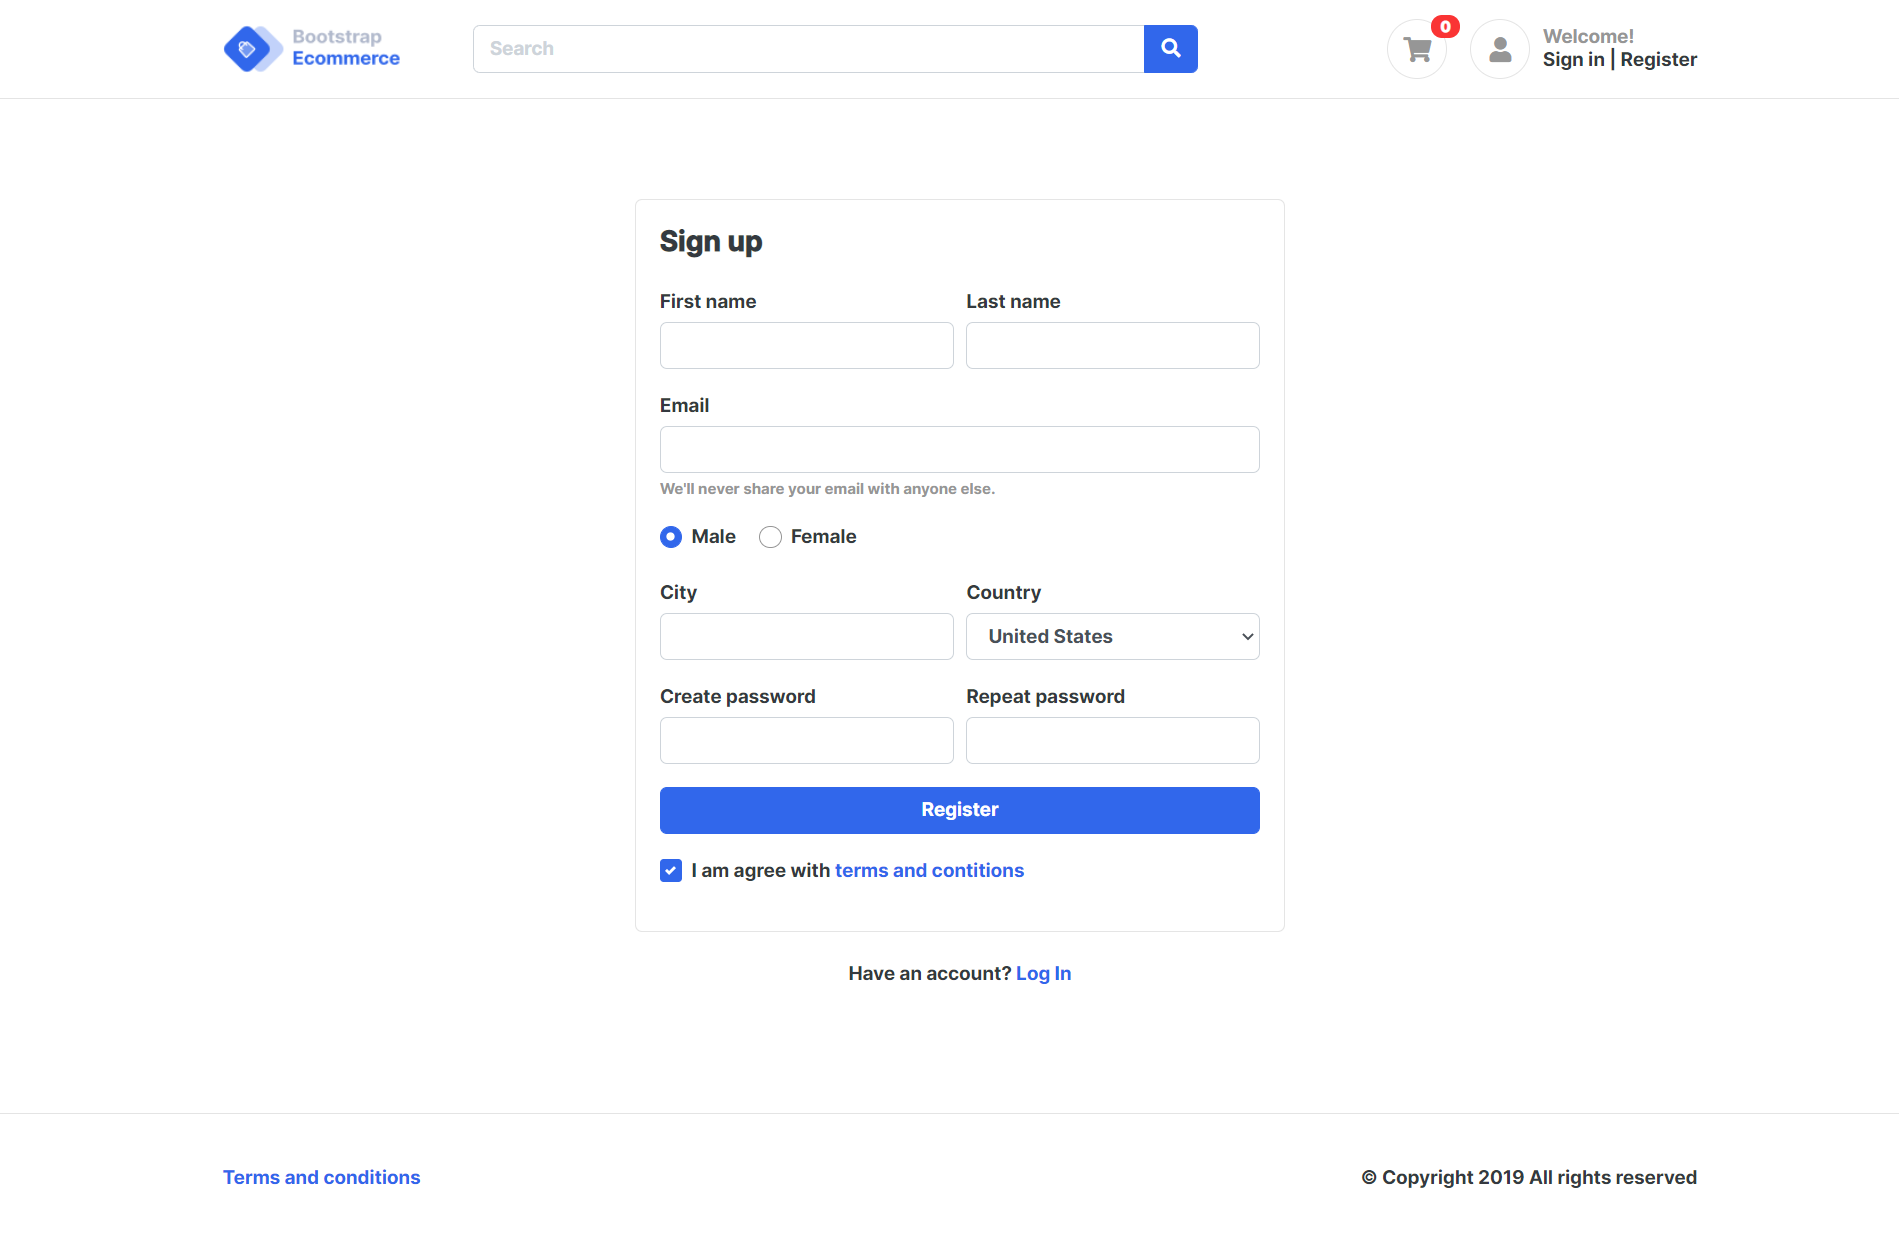 Bootstrap
Ecommerce
Search
0
Welcome!
Sign in | Register
Sign up
First name
Last name
Email
We'll never share your email with anyone else.
Male
Female
City
Country
United States
Create password
Repeat password
Register
I am agree with terms and contitions
Have an account? Log In
Terms and conditions
© Copyright 2019 All rights reserved